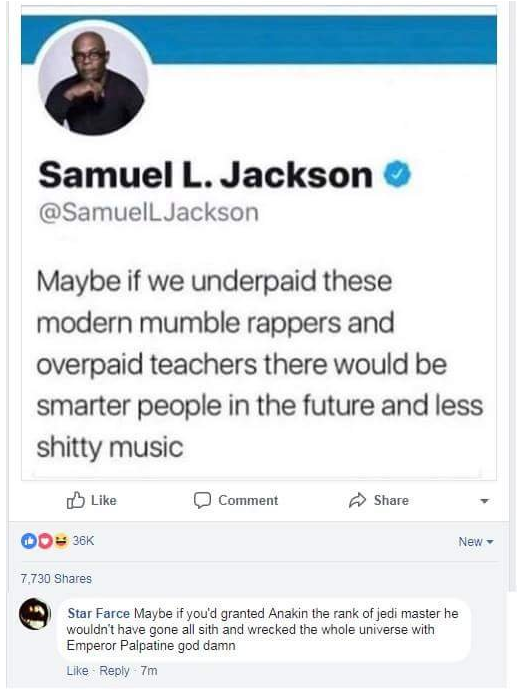 Samuel L. Jackson
@SamuelLJackson
Maybe if we underpaid these
modern mumble rappers and
overpaid teachers there would be
smarter people in the future and less
shitty music
Like Comment Share
36K New
7,730 Shares
Star Farce Maybe if you'd granted Anakin the rank of jedi master he
wouldn't have gone all sith and wrecked the whole universe with
Emperor Palpatine god damn
Like · Reply · 7m